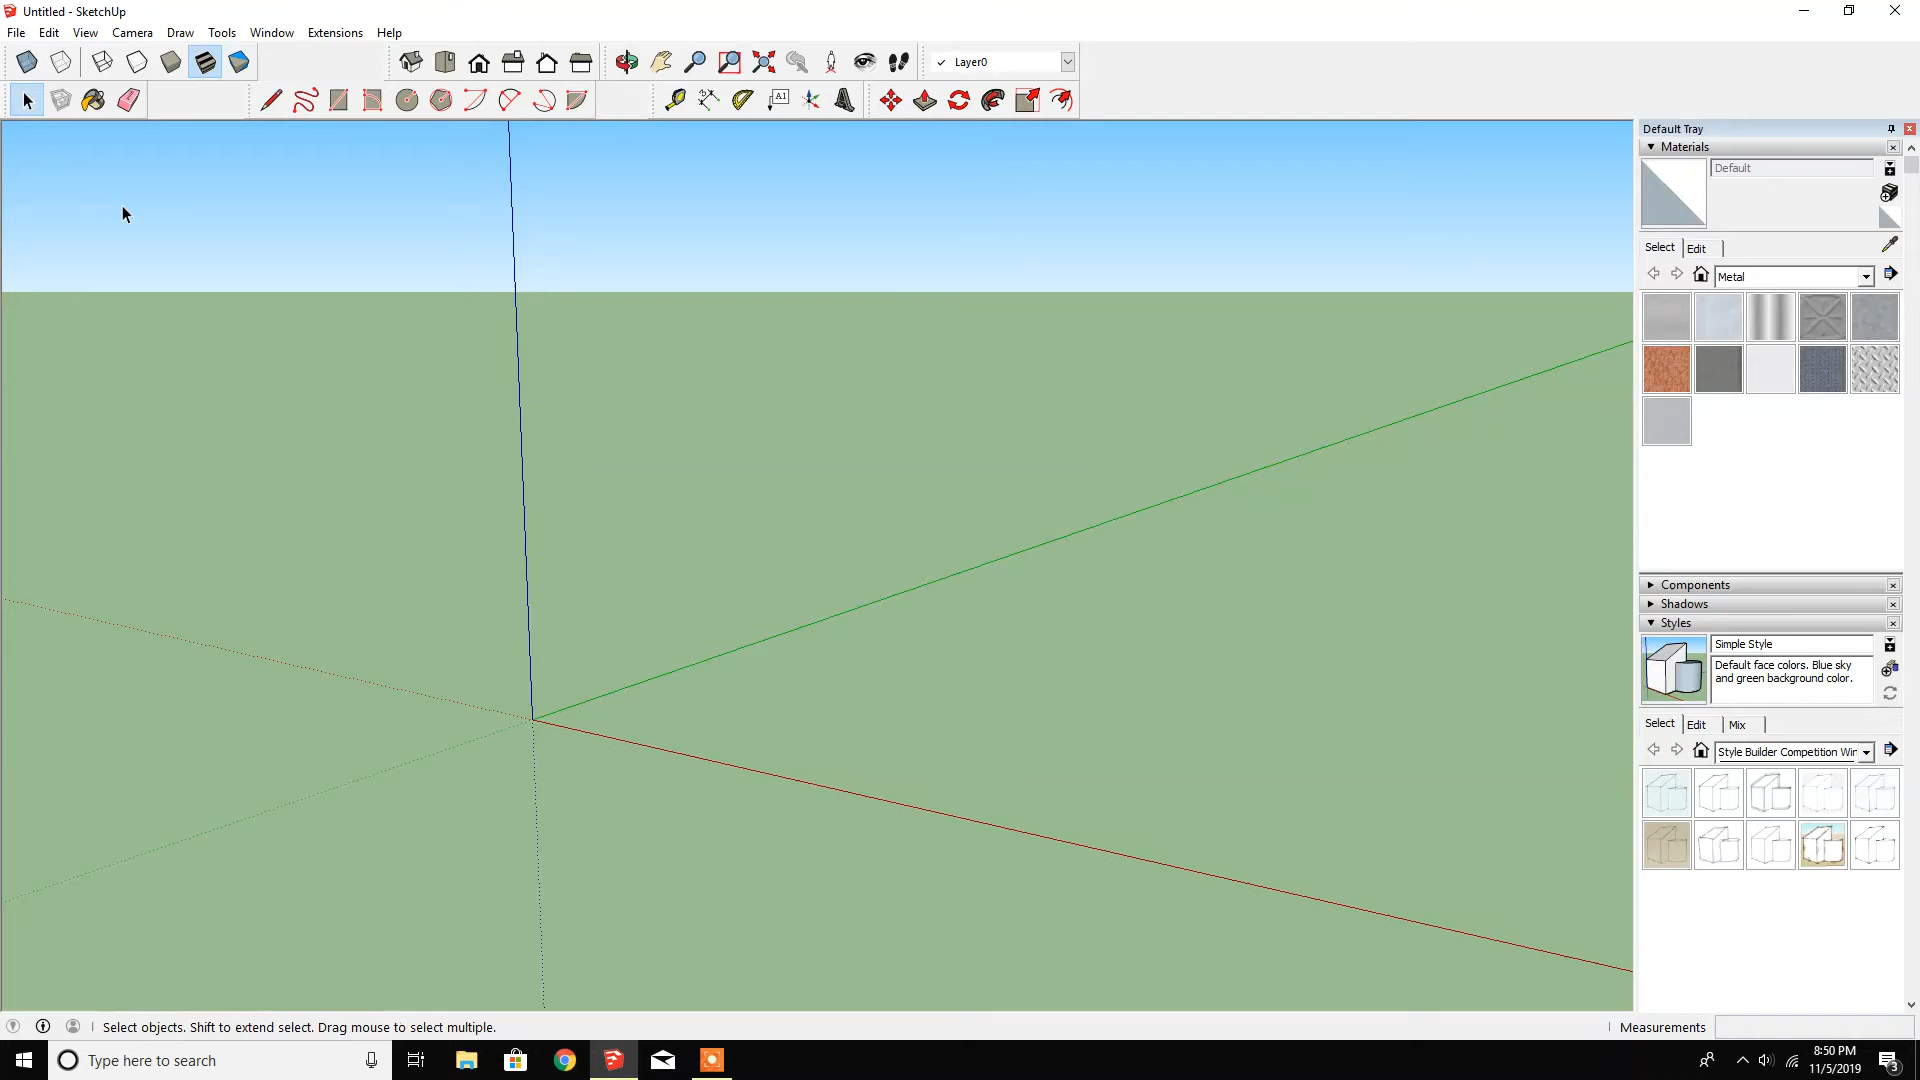 Untitled - SketchUp
File Edit View Camera Draw Tools Window Extensions Help
Layer0
A1
Default Tray
Materials
Default
Select Edit
Metal
Components
Shadows
Styles
Simple Style
Default face colors. Blue sky
and green background color.
Select Edit Mix
Style Builder Competition Win
Select objects. Shift to extend select. Drag mouse to select multiple.
Measurements
Type here to search
8:50 PM
11/5/2019
3